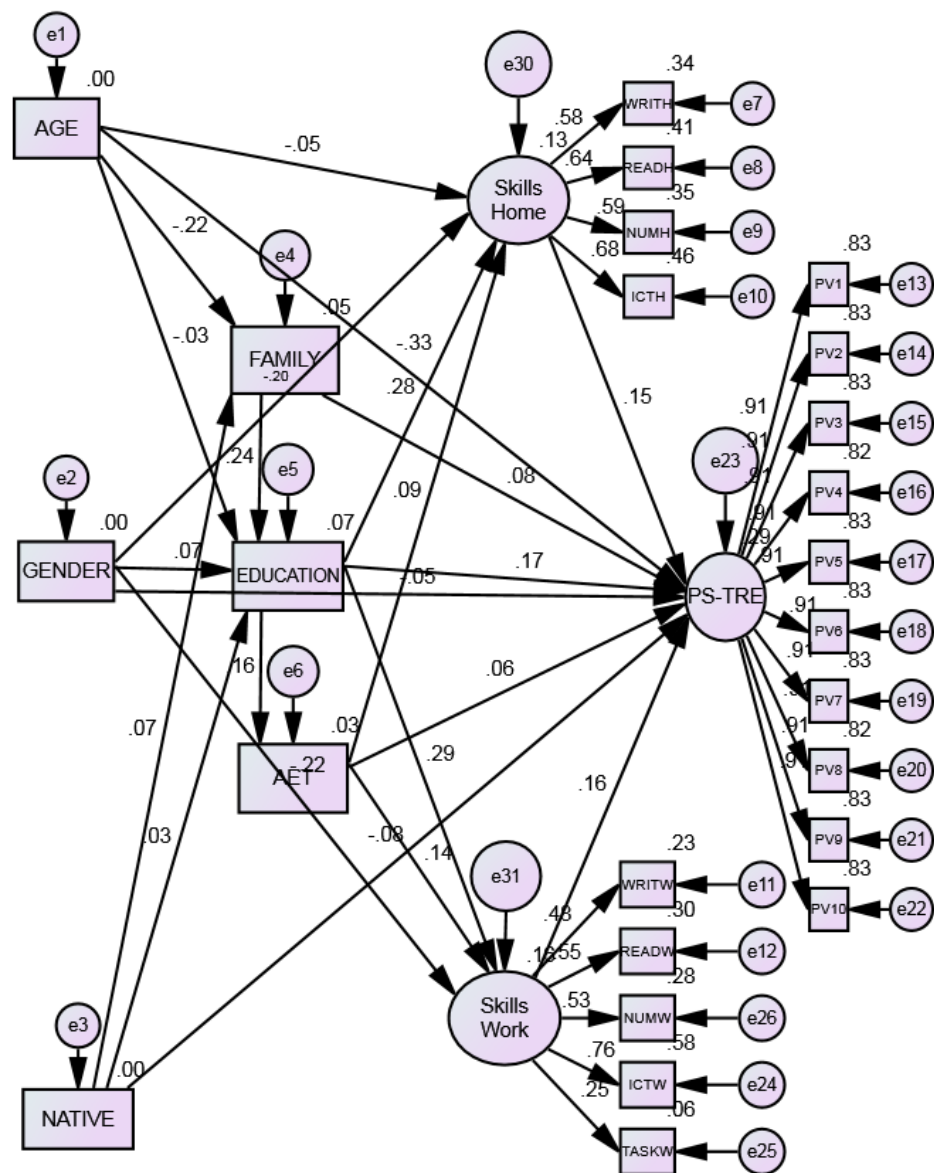 e1
.00
AGE
e30
.34
WRITH
e7
.58
.13
.41
-.05
.64
READH
e8
Skills
Home
.35
.59
NUMH
e9
-.22
.68
.46
e4
ICTH
e10
.83
PV1
e13
.05
-.03
-.33
FAMILY
-.20
.28
.15
.83
PV2
e14
.83
PV3
e15
.91
.91
.91
.82
.24
e5
.09
.08
e23
e2
PV4
e16
.91
.00
.07
.29
.83
.07
.17
.91
PV5
e17
GENDER
EDUCATION
-.05
PS-TRE
.83
.91
PV6
e18
.16
e6
.06
.83
.91
PV7
e19
.07
.03
-.22
AET
.29
.91
.82
.16
PV8
e20
.03
-.08
.14
.83
PV9
e21
.23
e31
WRITW
e11
.83
PV10
e22
.48
.30
.55
READW
e12
.28
Skills
Work
.53
NUMW
e26
e3
.58
.76
.00
ICTW
e24
.25
.06
NATIVE
TASKW
e25